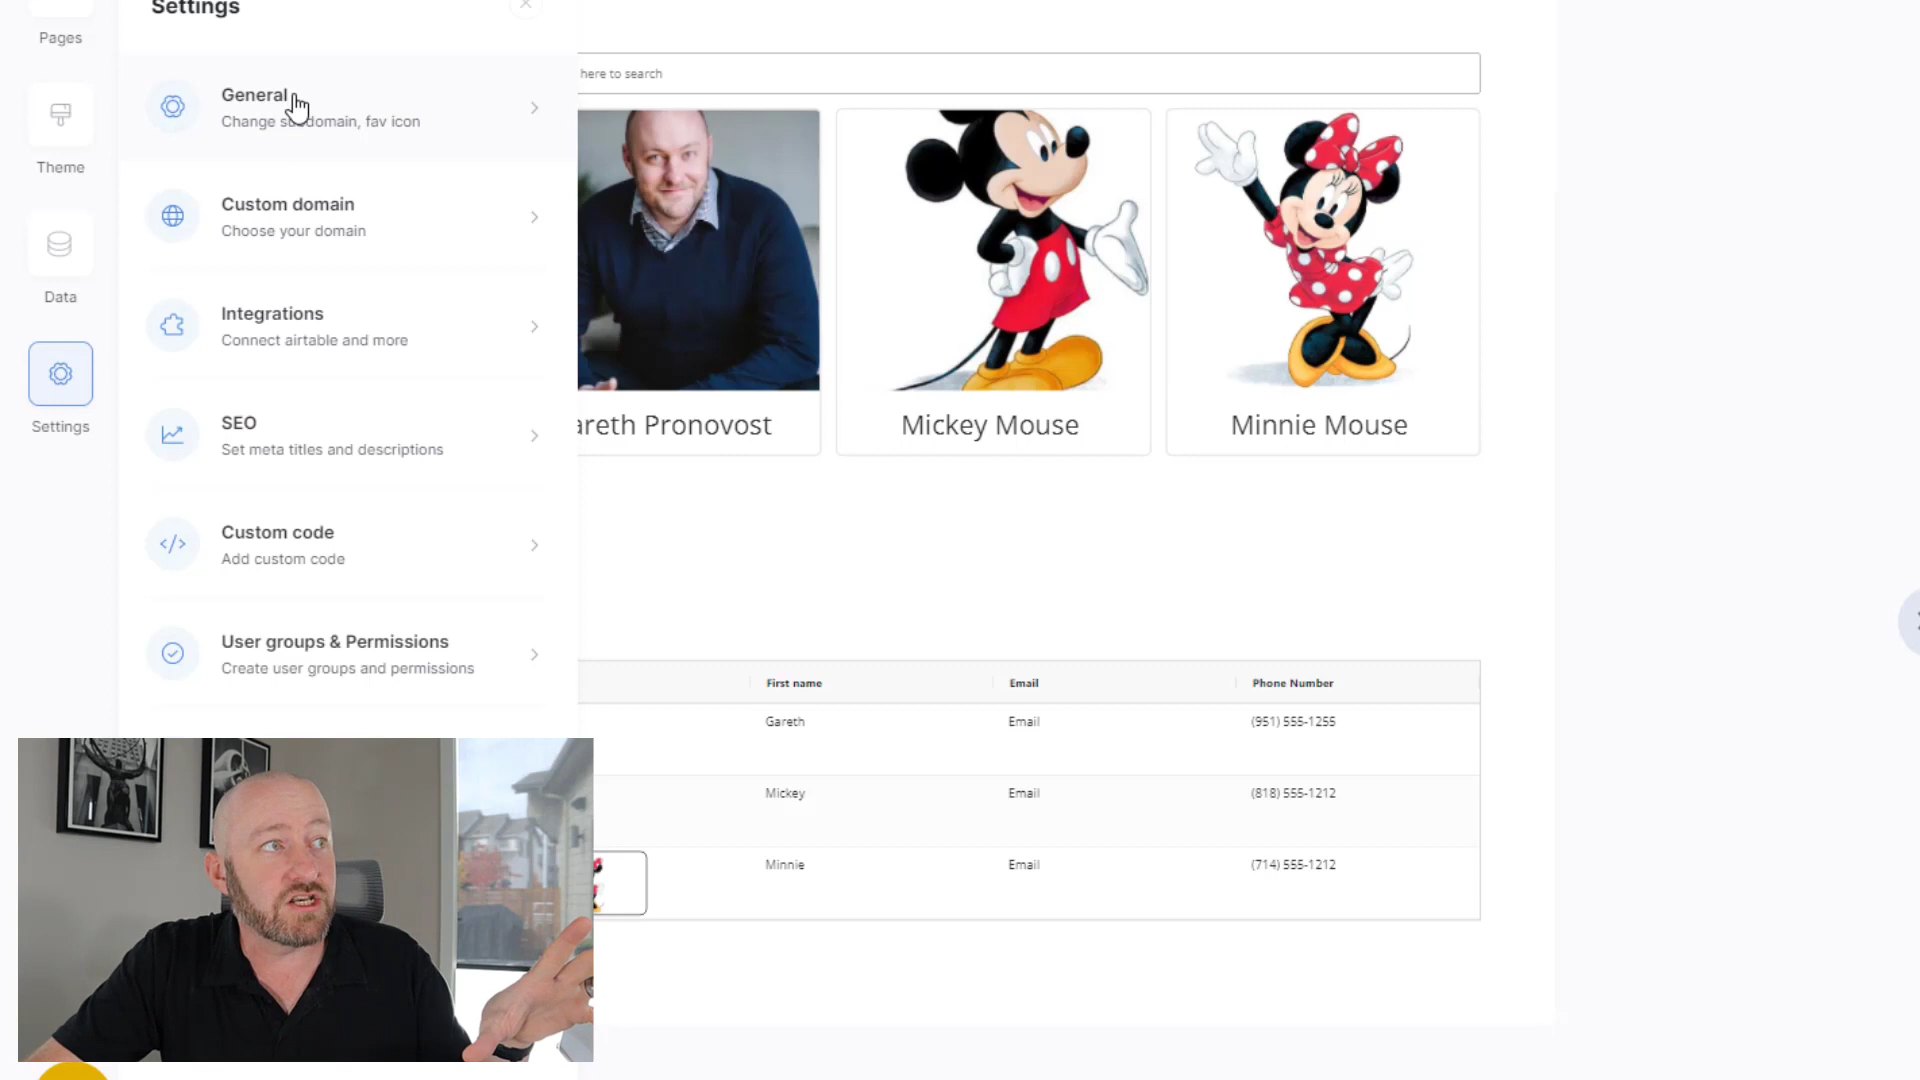 Settings
Pages
Theme
Data
Settings
General
Change subdomain, fav icon
Custom domain
Choose your domain
Integrations
Connect airtable and more
SEO
Set meta titles and descriptions
Custom code
Add custom code
User groups & Permissions
Create user groups and permissions
here to search
areth Pronovost
Mickey Mouse
Minnie Mouse
First name Email Phone Number
Gareth Email (951) 555-1255
Mickey Email (818) 555-1212
Minnie Email (714) 555-1212